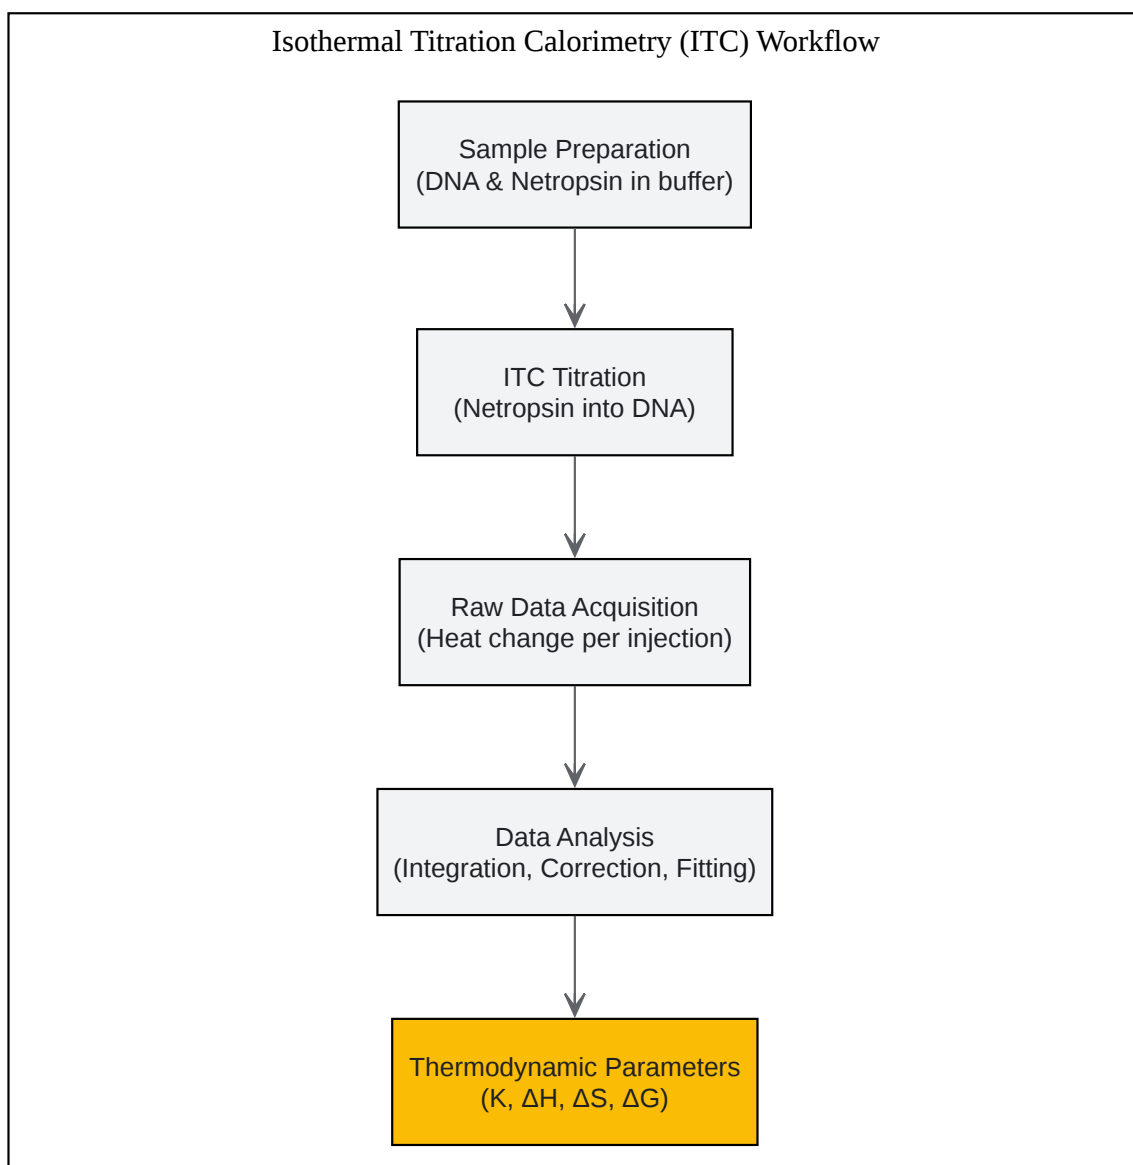 Isothermal Titration Calorimetry (ITC) Workflow
Sample Preparation
(DNA & Netropsin in buffer)
ITC Titration
(Netropsin into DNA)
Raw Data Acquisition
(Heat change per injection)
Data Analysis
(Integration, Correction, Fitting)
Thermodynamic Parameters
(K, ΔH, ΔS, ΔG)